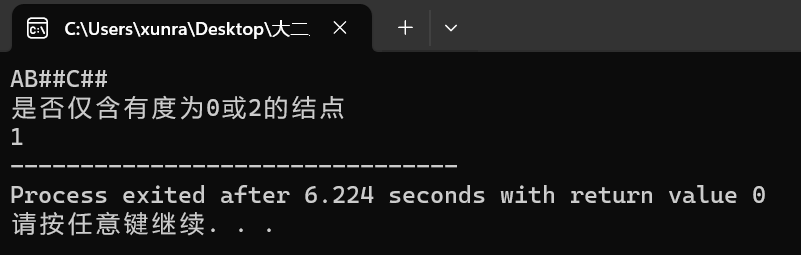 C:\Users\xunra\Desktop\大二
AB##C##
是否仅含有度为0或2的结点
1
--------------------------------
Process exited after 6.224 seconds with return value 0
请按任意键继续. . .